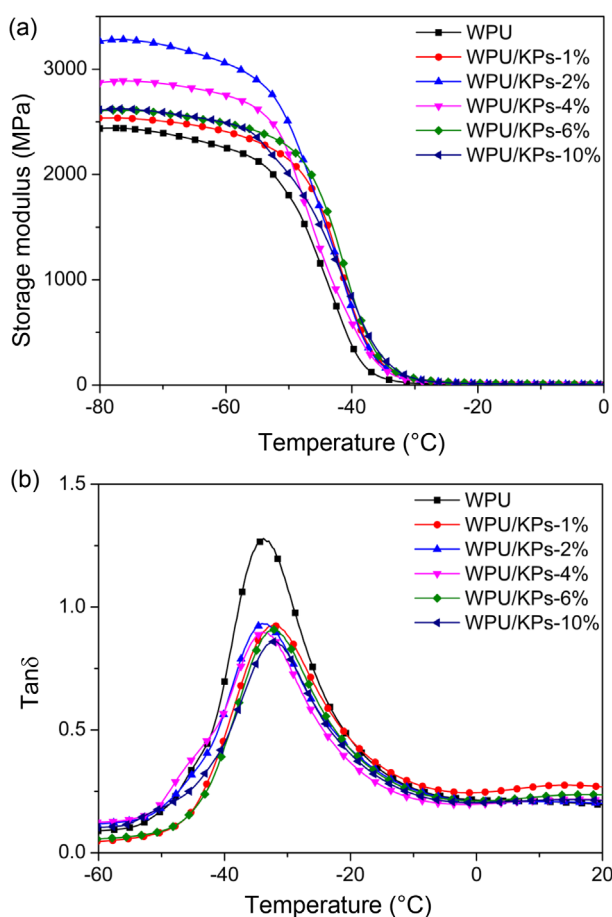 (a)
WPU
WPU/KPs-1%
WPU/KPs-2%
WPU/KPs-4%
WPU/KPs-6%
WPU/KPs-10%
3000
2000
1000
0
Storage modulus (MPa)
-80
-60
-40
-20
0
Temperature (°C)
(b)
WPU
WPU/KPs-1%
WPU/KPs-2%
WPU/KPs-4%
WPU/KPs-6%
WPU/KPs-10%
1.5
1.0
0.5
0.0
Tanδ
-60
-40
-20
0
20
Temperature (°C)